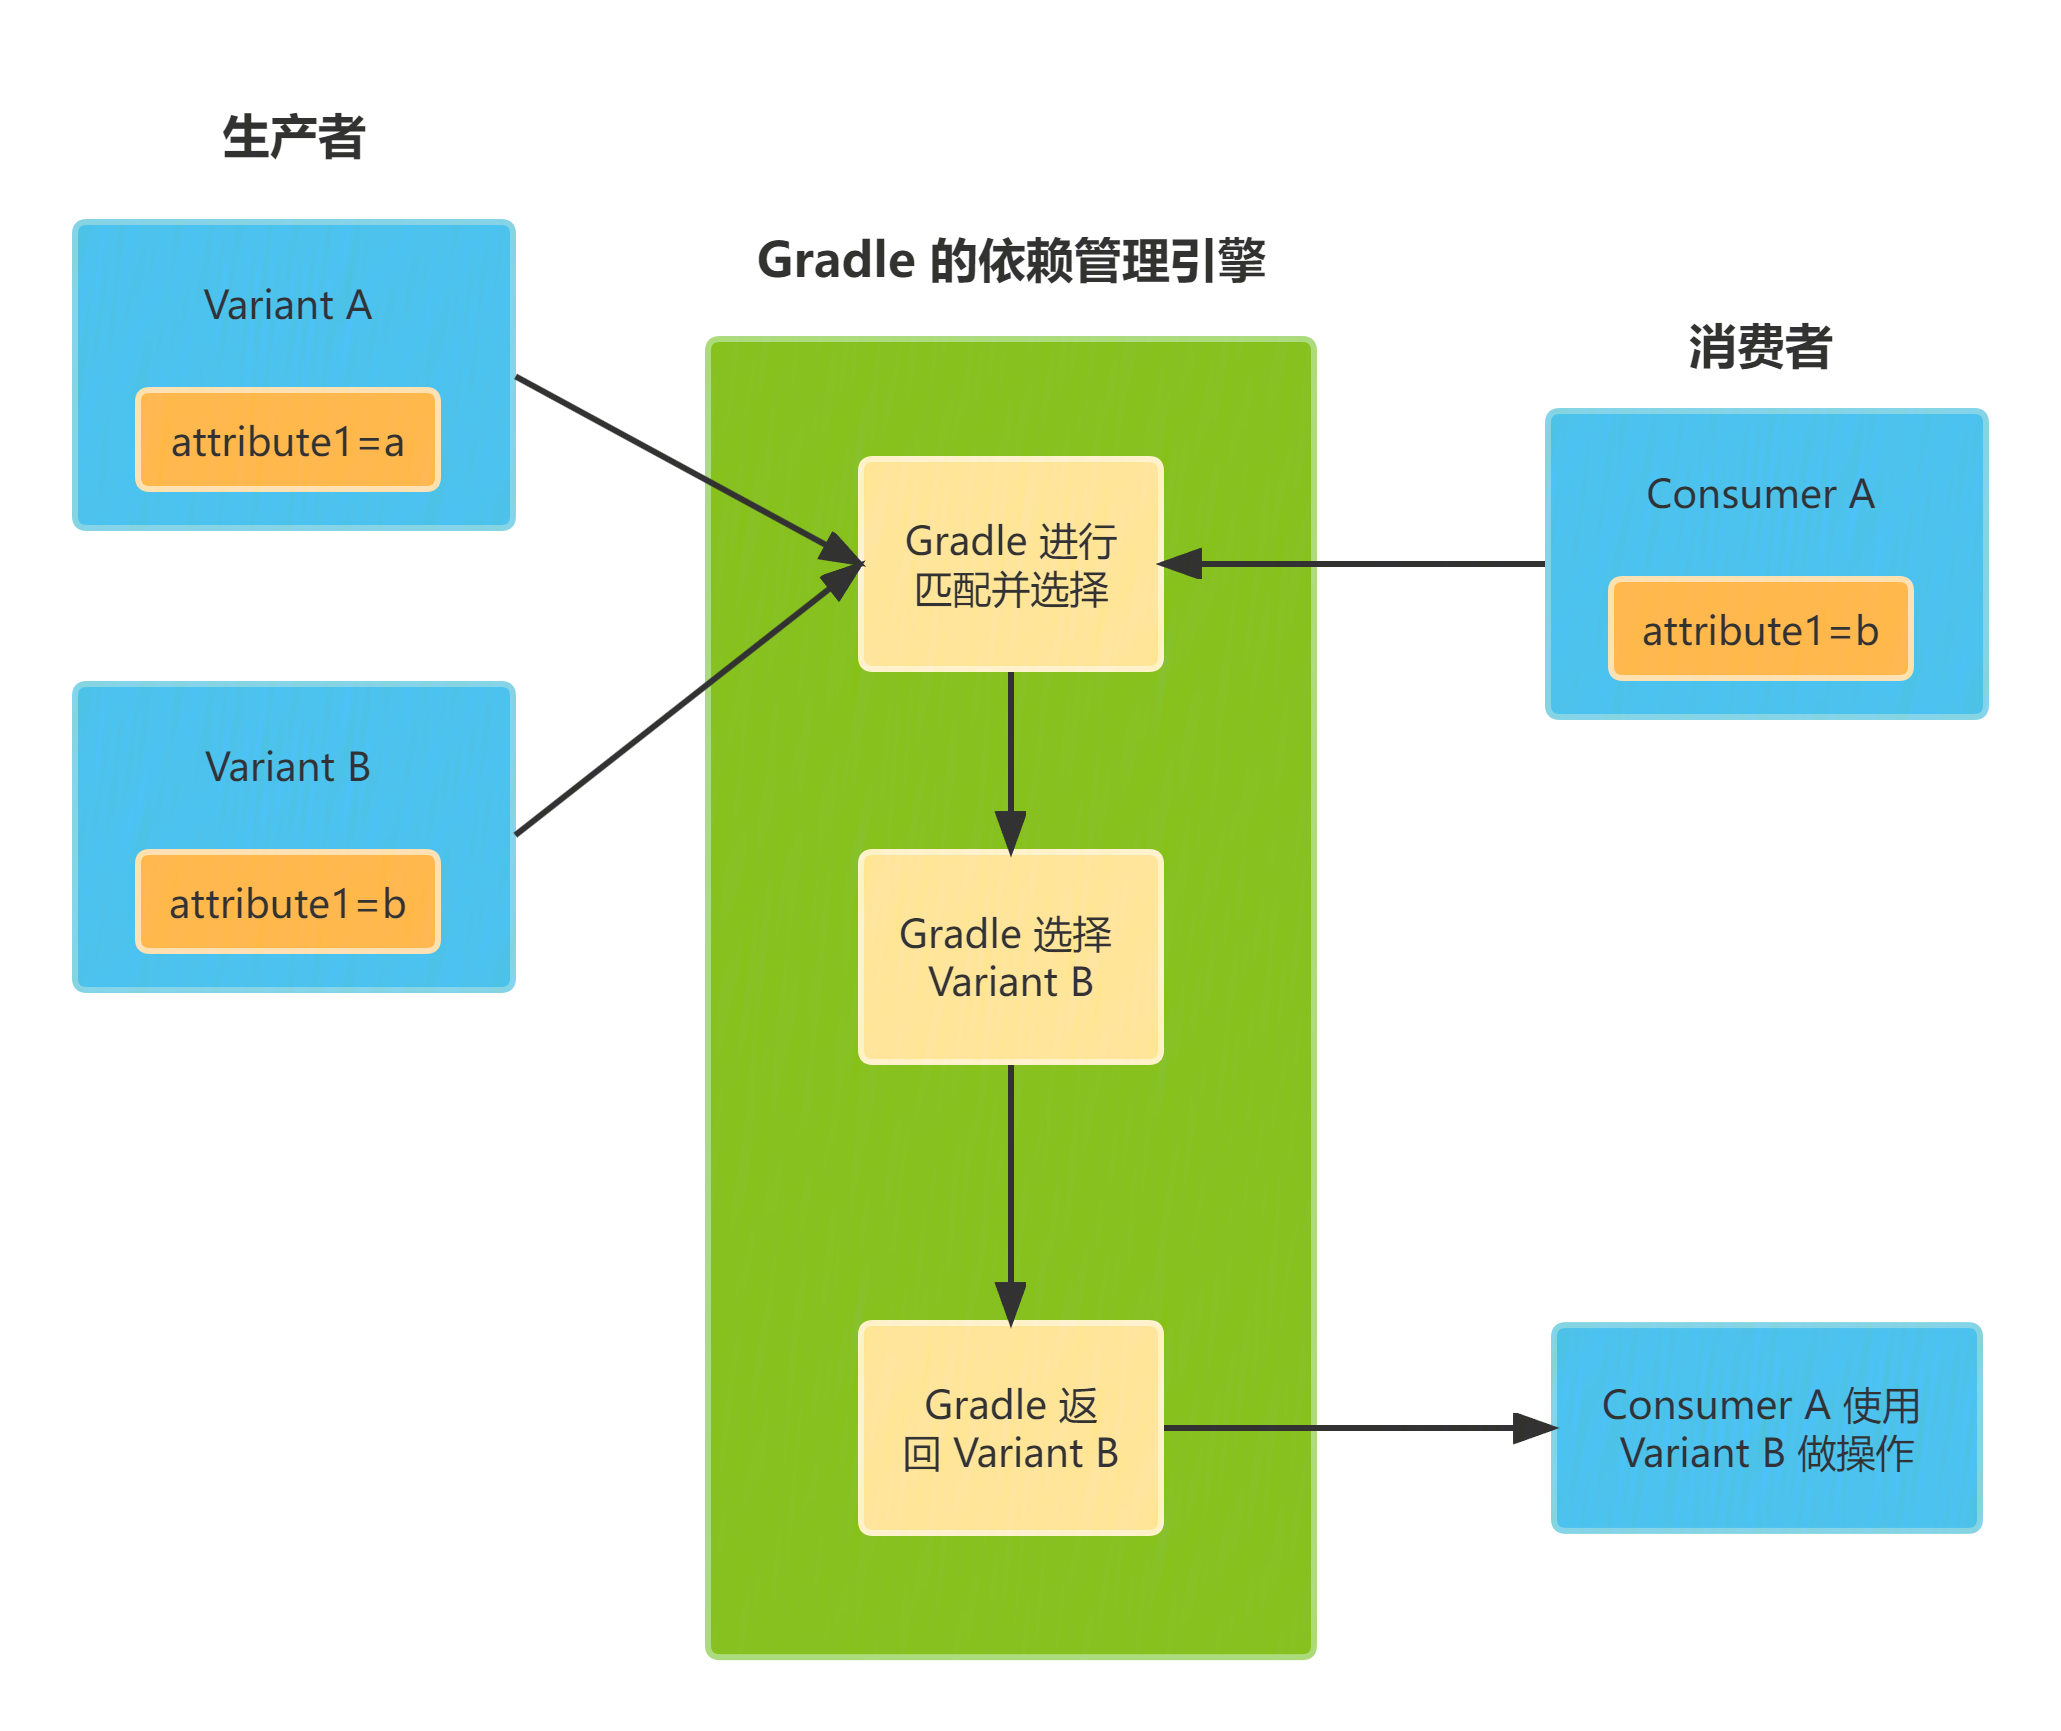 生产者
Variant A
attribute1=a
Variant B
attribute1=b
Gradle 的依赖管理引擎
Gradle 进行
匹配并选择
Gradle 选择
Variant B
Gradle 返
回 Variant B
消费者
Consumer A
attribute1=b
Consumer A 使用
Variant B 做操作